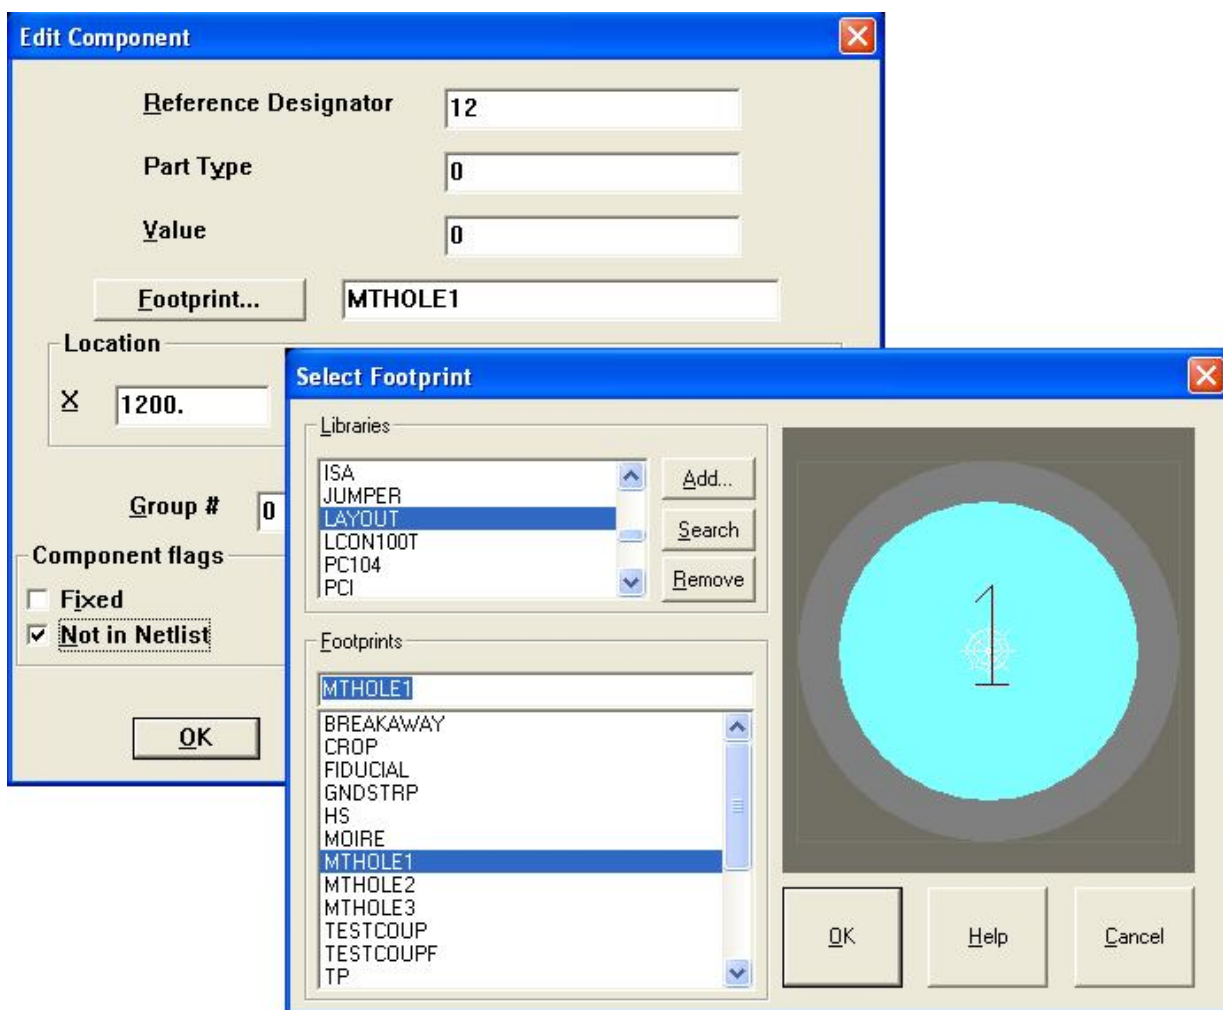 Edit Component
Reference Designator 12
Part Type 0
Value 0
Footprint... MTHOLE1
Location
X 1200.
Group # 0
Component flags
Fixed
Not in Netlist
OK
Select Footprint
Libraries
ISA
JUMPER
LAYOUT
LCON100T
PC104
PCI
Add...
Search
Remove
Footprints
MTHOLE1
BREAKAWAY
CROP
FIDUCIAL
GNDSTRP
HS
MOIRE
MTHOLE1
MTHOLE2
MTHOLE3
TESTCOUP
TESTCOUPF
TP
1
OK Help Cancel